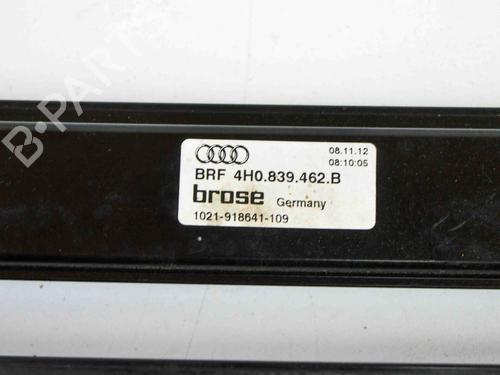 B-PARTS
08.11.12
08:10:05
BRF 4H0.839.462.B
brose Germany
1021-918641-109